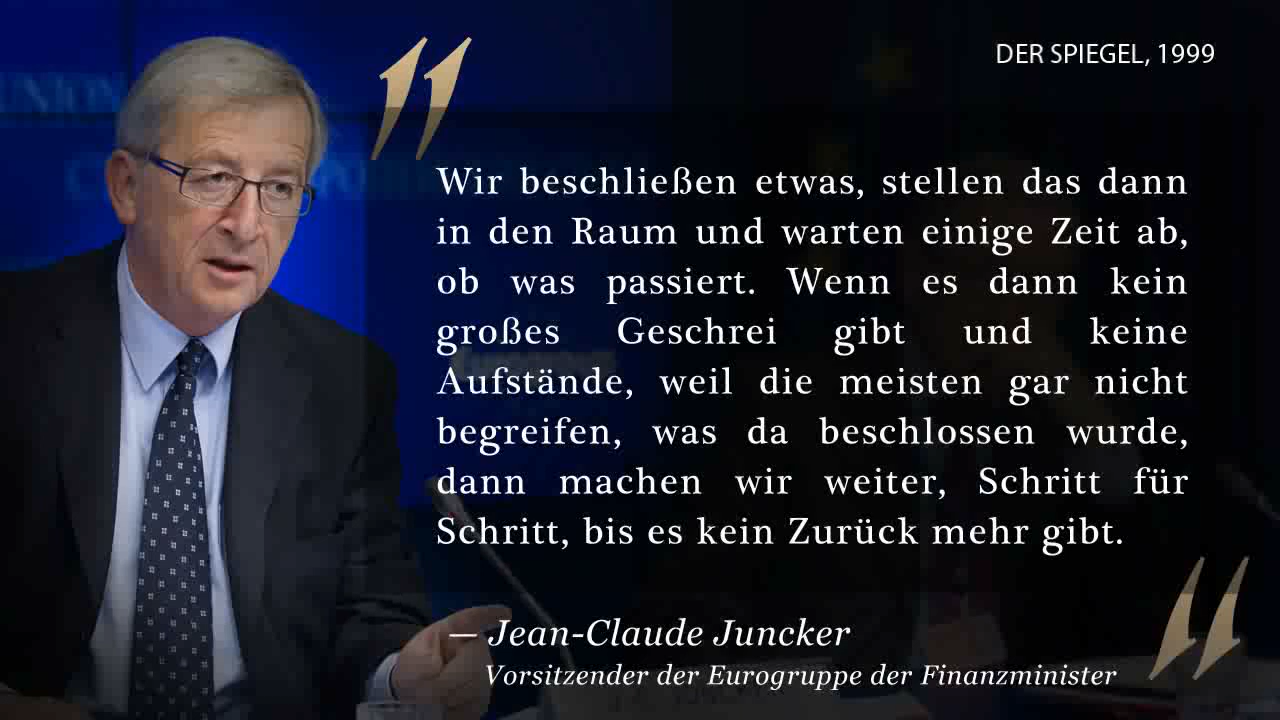 DER SPIEGEL, 1999
UNION
"
Wir beschließen etwas, stellen das dann
in den Raum und warten einige Zeit ab,
ob was passiert. Wenn es dann kein
großes Geschrei gibt und keine
Aufstände, weil die meisten gar nicht
begreifen, was da beschlossen wurde,
dann machen wir weiter, Schritt für
Schritt, bis es kein Zurück mehr gibt.
"
— Jean-Claude Juncker
Vorsitzender der Eurogruppe der Finanzminister